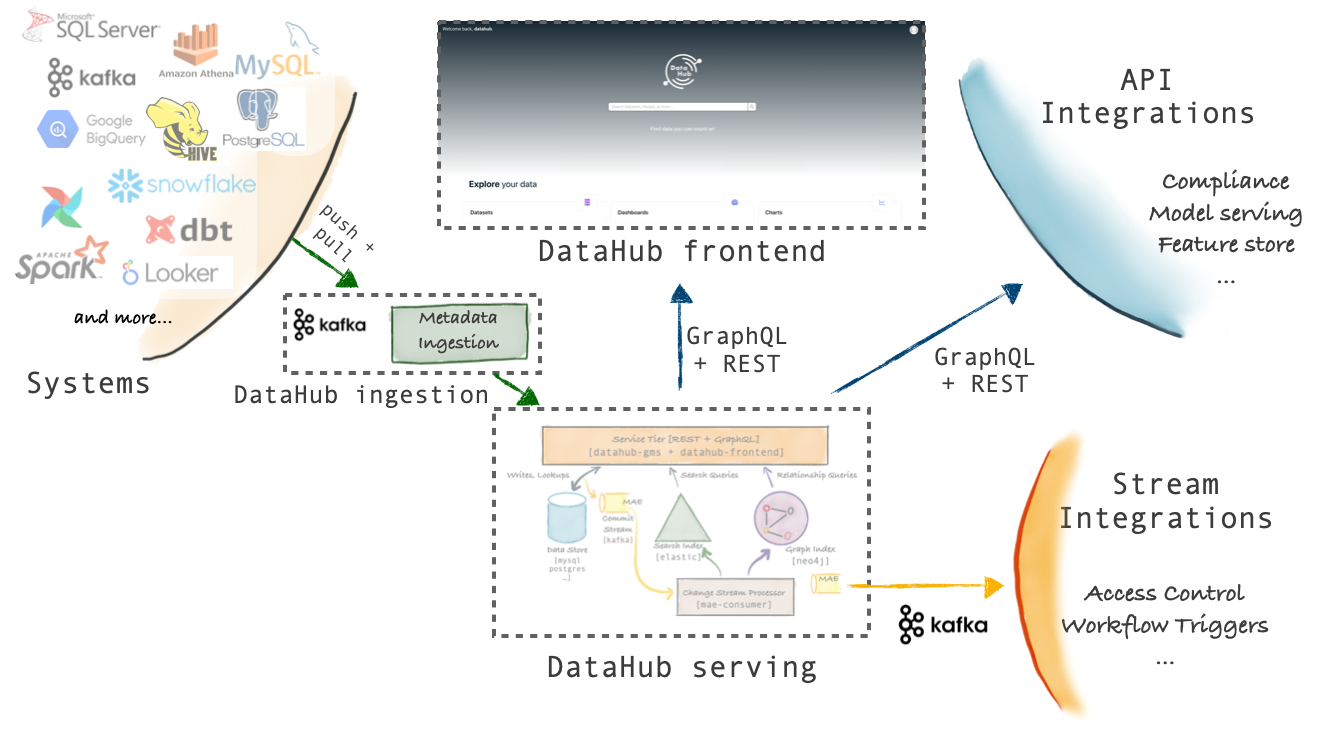 Microsoft
SQL Server
Amazon Athena
MySQL
kafka
Google
BigQuery
HIVE
PostgreSQL
snowflake
dbt
APACHE
Spark
Looker
and more...
Systems
push +
pull
kafka
Metadata
Ingestion
DataHub ingestion
Welcome back, datahub
Data
Hub
Find data you can count on
Explore your data
Datasets
Dashboards
Charts
DataHub frontend
GraphQL
+ REST
GraphQL
+ REST
API
Integrations
Compliance
Model serving
Feature store
...
Service Tier [REST + GraphQL]
[datahub-gms + datahub-frontend]
Writes, Lookups
Search Queries
Relationship Queries
MAE
Commit
Stream
[kafka]
Data Store
[mysql
postgres
…]
Search Index
[elastic]
Graph Index
[neo4j]
Change Stream Processor
[mae-consumer]
MAE
DataHub serving
kafka
Stream
Integrations
Access Control
Workflow Triggers
...